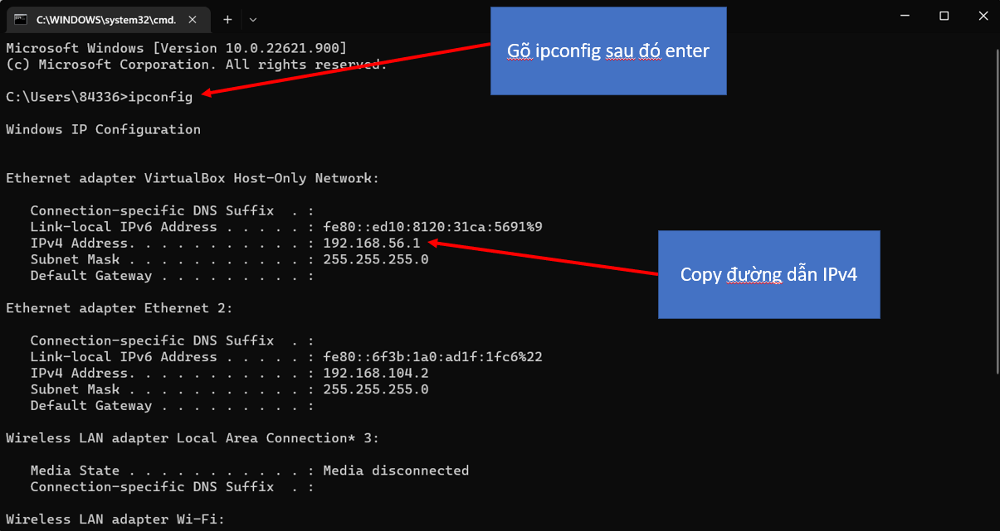 C:\WINDOWS\system32\cmd.
Microsoft Windows [Version 10.0.22621.900]
(c) Microsoft Corporation. All rights reserved.
Gõ ipconfig sau đó enter
C:\Users\84336>ipconfig
Windows IP Configuration
Ethernet adapter VirtualBox Host-Only Network:
Connection-specific DNS Suffix  . :
Link-local IPv6 Address . . . . . : fe80::ed10:8120:31ca:5691%9
IPv4 Address. . . . . . . . . . . : 192.168.56.1
Subnet Mask . . . . . . . . . . . : 255.255.255.0
Default Gateway . . . . . . . . . :
Copy đường dẫn IPv4
Ethernet adapter Ethernet 2:
Connection-specific DNS Suffix  . :
Link-local IPv6 Address . . . . . : fe80::6f3b:1a0:ad1f:1fc6%22
IPv4 Address. . . . . . . . . . . : 192.168.104.2
Subnet Mask . . . . . . . . . . . : 255.255.255.0
Default Gateway . . . . . . . . . :
Wireless LAN adapter Local Area Connection* 3:
Media State . . . . . . . . . . . : Media disconnected
Connection-specific DNS Suffix  . :
Wireless LAN adapter Wi-Fi: